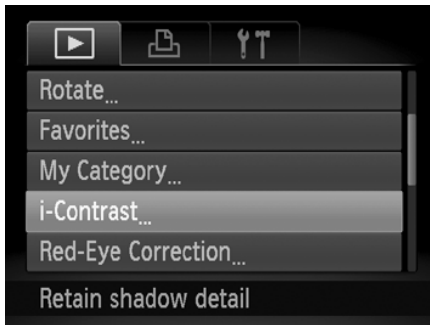 Rotate...
Favorites...
My Category...
i-Contrast...
Red-Eye Correction...
Retain shadow detail